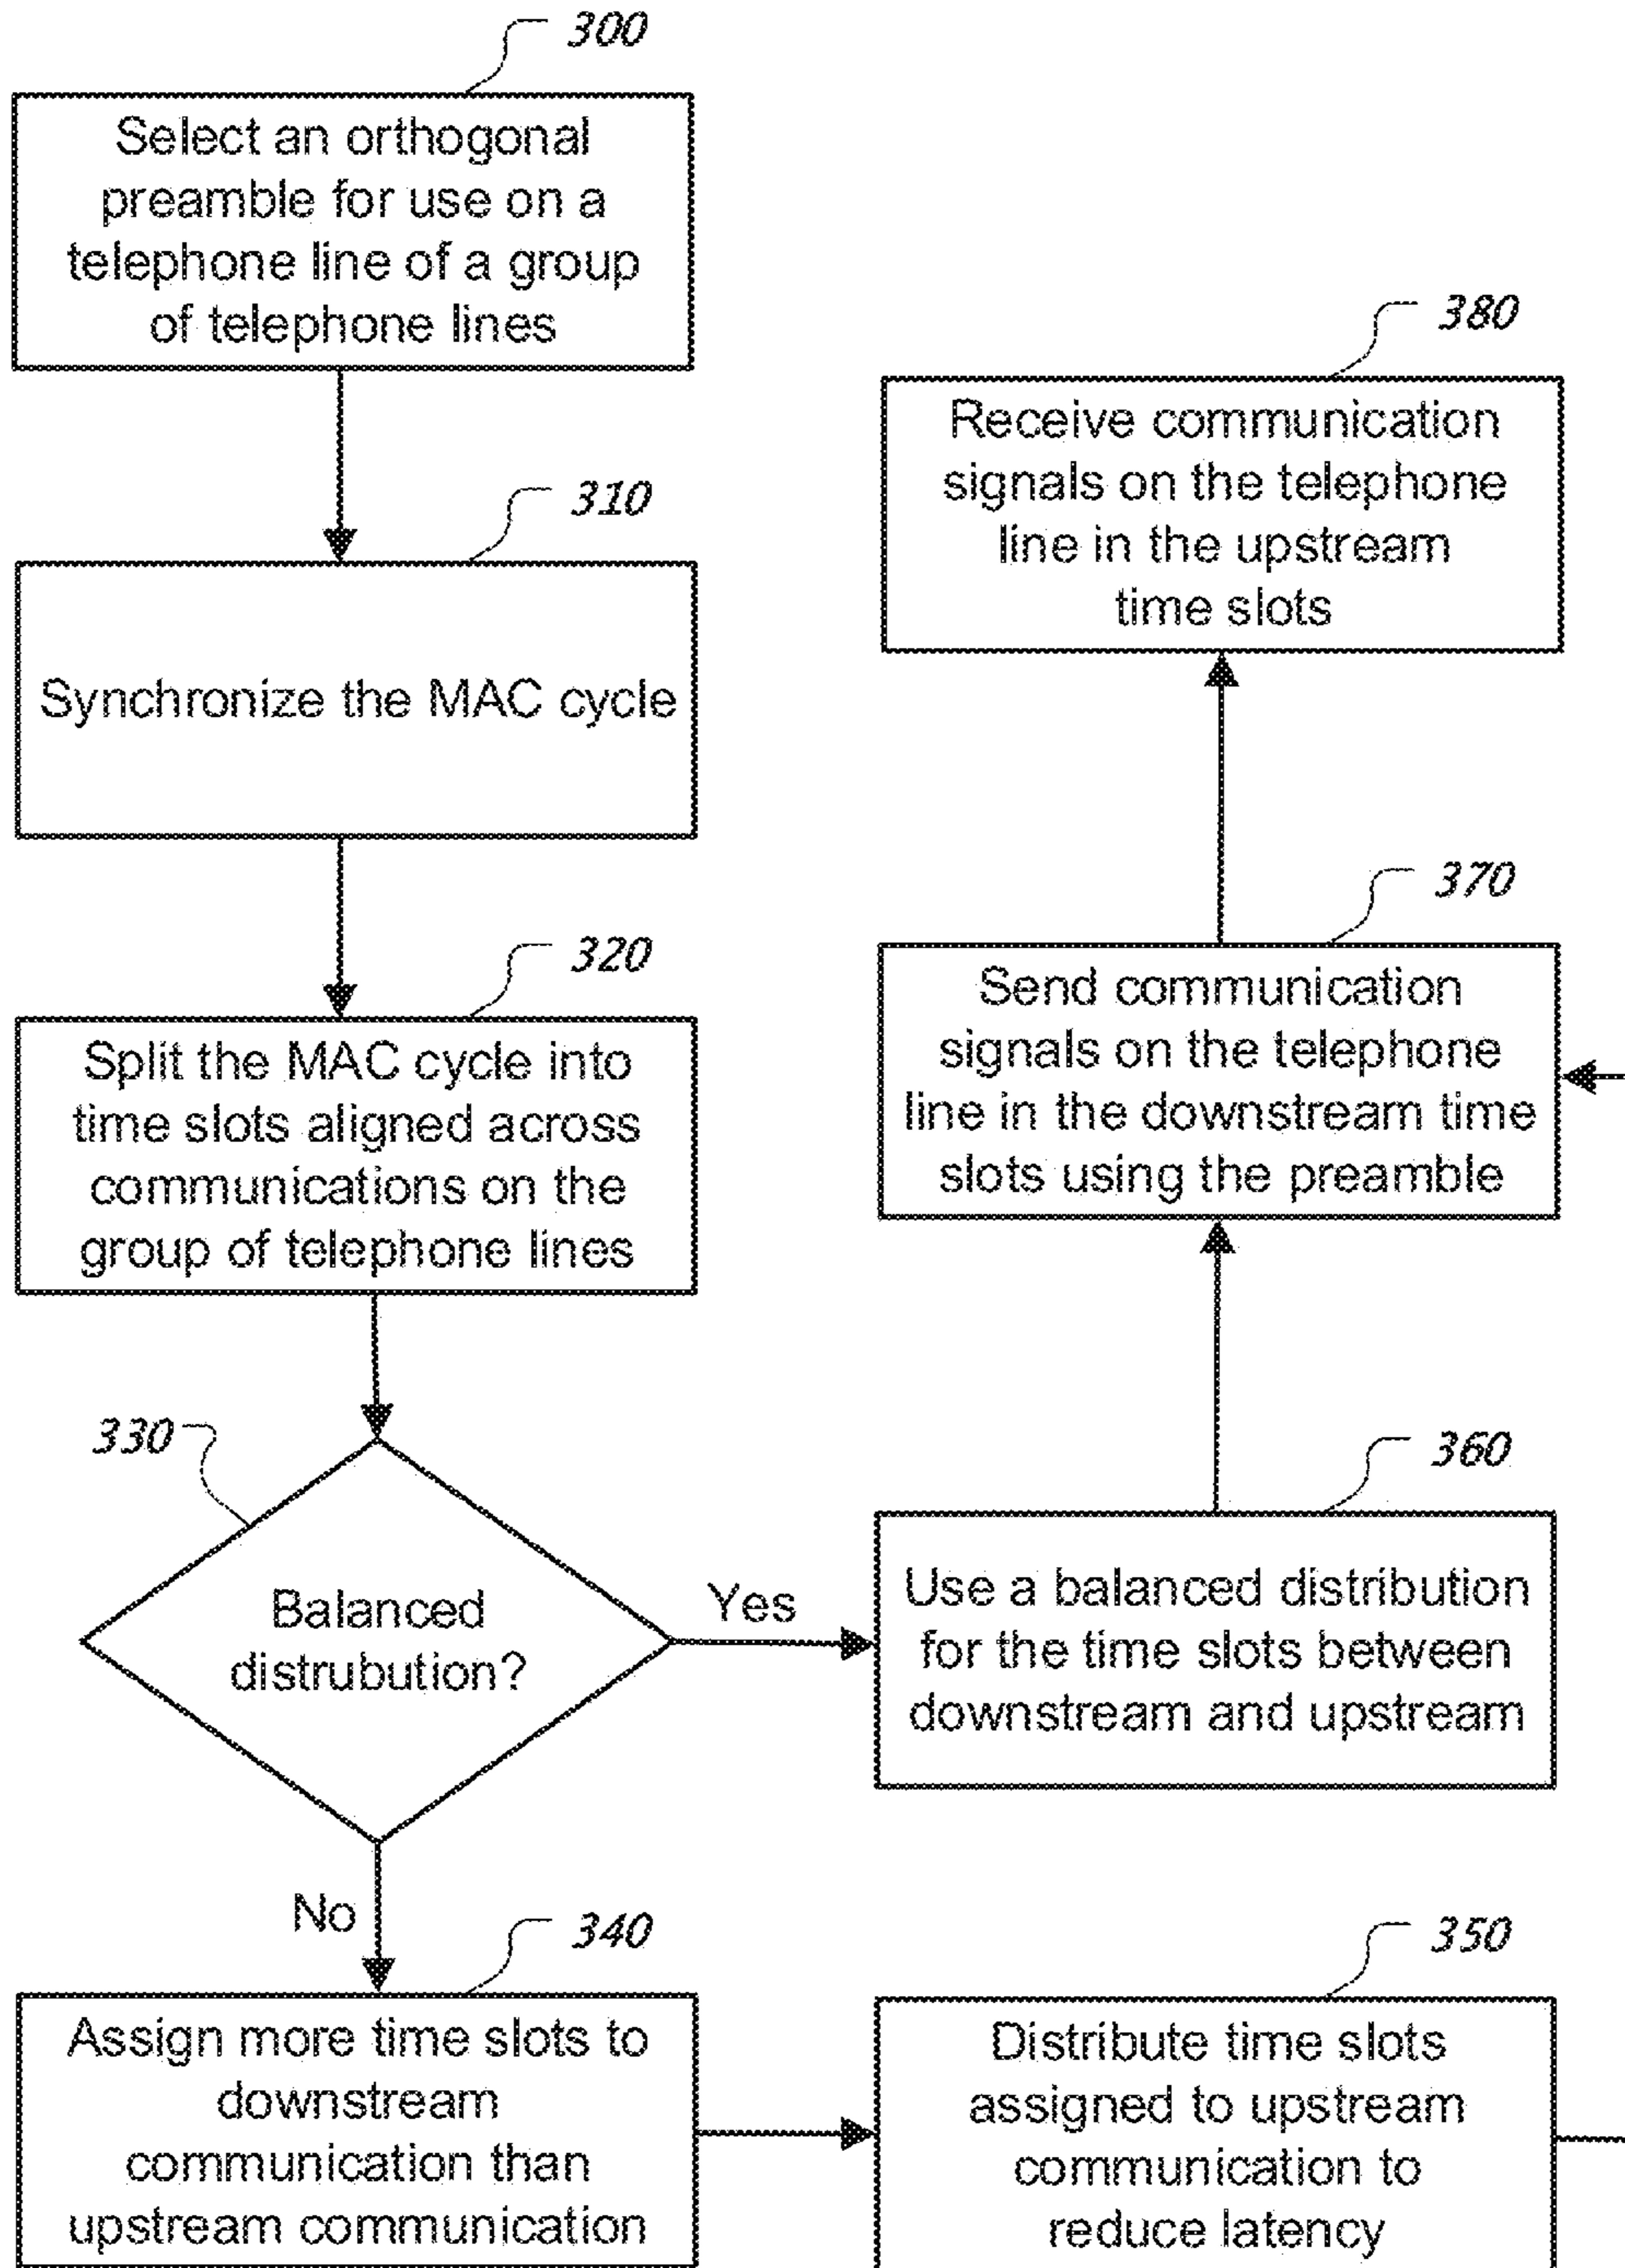 300
Select an orthogonal
preamble for use on a
telephone line of a group
of telephone lines
310
Synchronize the MAC cycle
320
Split the MAC cycle into
time slots aligned across
communications on the
group of telephone lines
330
Balanced
distrubution?
Yes
No
340
Assign more time slots to
downstream
communication than
upstream communication
350
Distribute time slots
assigned to upstream
communication to
reduce latency
360
Use a balanced distribution
for the time slots between
downstream and upstream
370
Send communication
signals on the telephone
line in the downstream time
slots using the preamble
380
Receive communication
signals on the telephone
line in the upstream
time slots